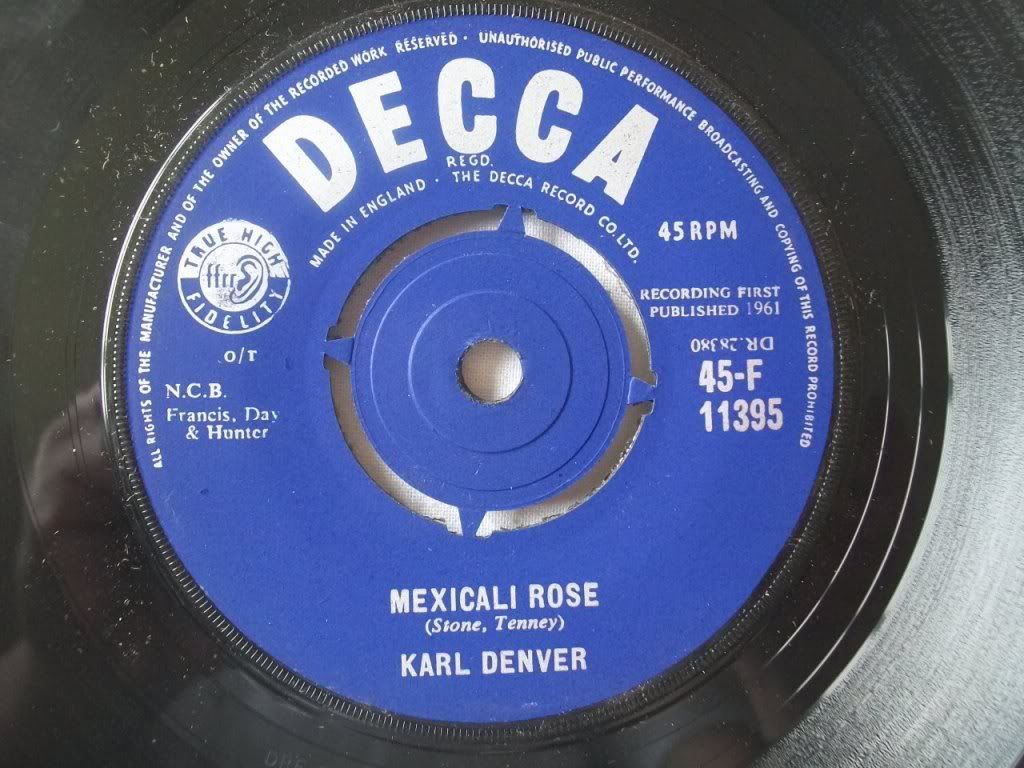 ALL RIGHTS OF THE MANUFACTURER AND OF THE OWNER OF THE RECORDED WORK RESERVED · UNAUTHORISED PUBLIC PERFORMANCE BROADCASTING AND COPYING OF THIS RECORD PROHIBITED
DECCA
REGD.
MADE IN ENGLAND · THE DECCA RECORD CO. LTD.
TRUE HIGH
ffrr
FIDELITY
O/T
N.C.B.
Francis, Day
& Hunter
45 RPM
RECORDING FIRST
PUBLISHED 1961
DR.28380
45-F
11395
MEXICALI ROSE
(Stone, Tenney)
KARL DENVER